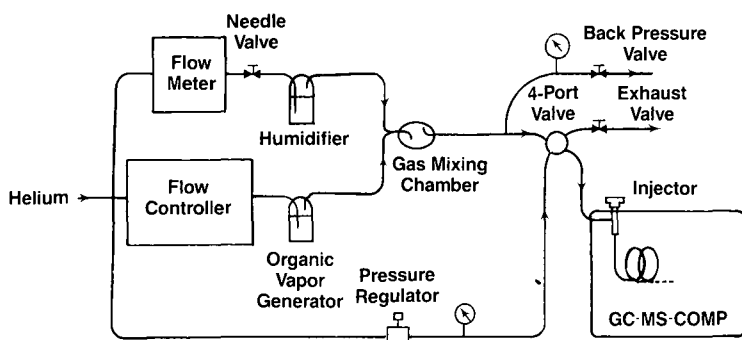 Needle
Valve
Flow
Meter
Humidifier
Back Pressure
Valve
4-Port
Valve
Exhaust
Valve
Gas Mixing
Chamber
Helium
Flow
Controller
Organic
Vapor
Generator
Pressure
Regulator
Injector
GC-MS-COMP